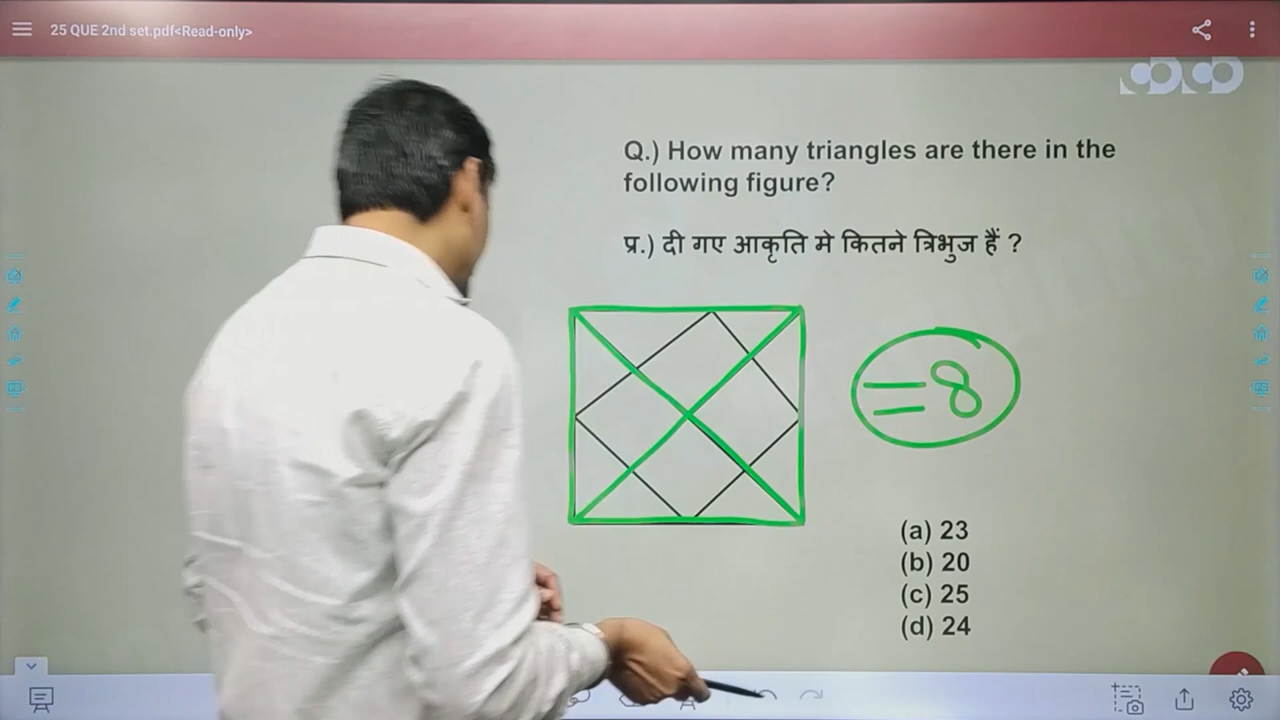 25 QUE 2nd set.pdf<Read-only>
Q.) How many triangles are there in the
following figure?
प्र.) दी गए आकृति मे कितने त्रिभुज हैं ?
= 8
(a) 23
(b) 20
(c) 25
(d) 24